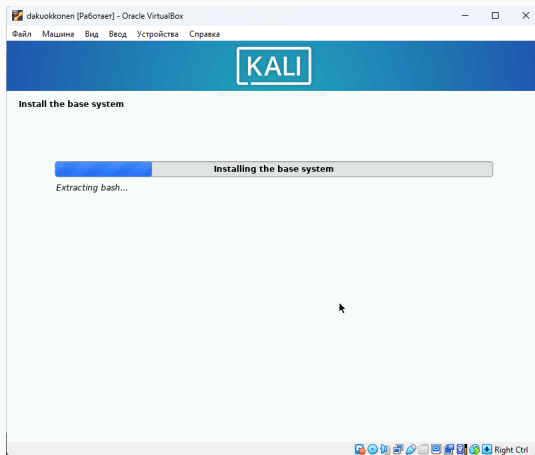 dakuokkonen [Работает] - Oracle VirtualBox
Файл Машина Вид Ввод Устройства Справка
KALI
Install the base system
Installing the base system
Extracting bash...
Right Ctrl